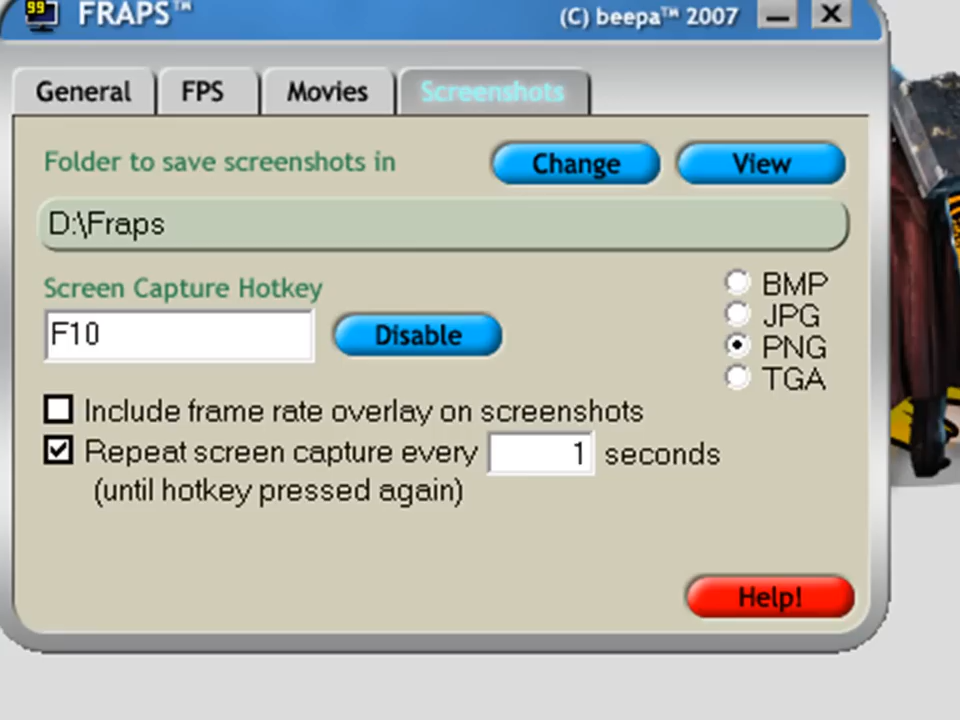 99 FRAPS™ (C) beepa™ 2007
General FPS Movies Screenshots
Folder to save screenshots in Change View
D:\Fraps
Screen Capture Hotkey
F10 Disable
BMP
JPG
PNG
TGA
Include frame rate overlay on screenshots
Repeat screen capture every 1 seconds
(until hotkey pressed again)
Help!